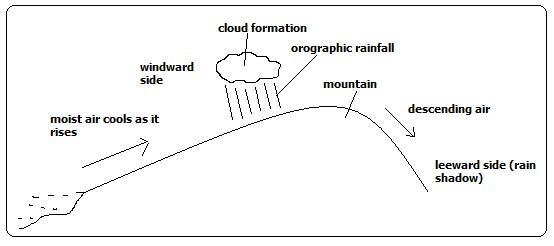 cloud formation
orographic rainfall
windward
side
mountain
descending air
moist air cools as it
rises
leeward side (rain
shadow)